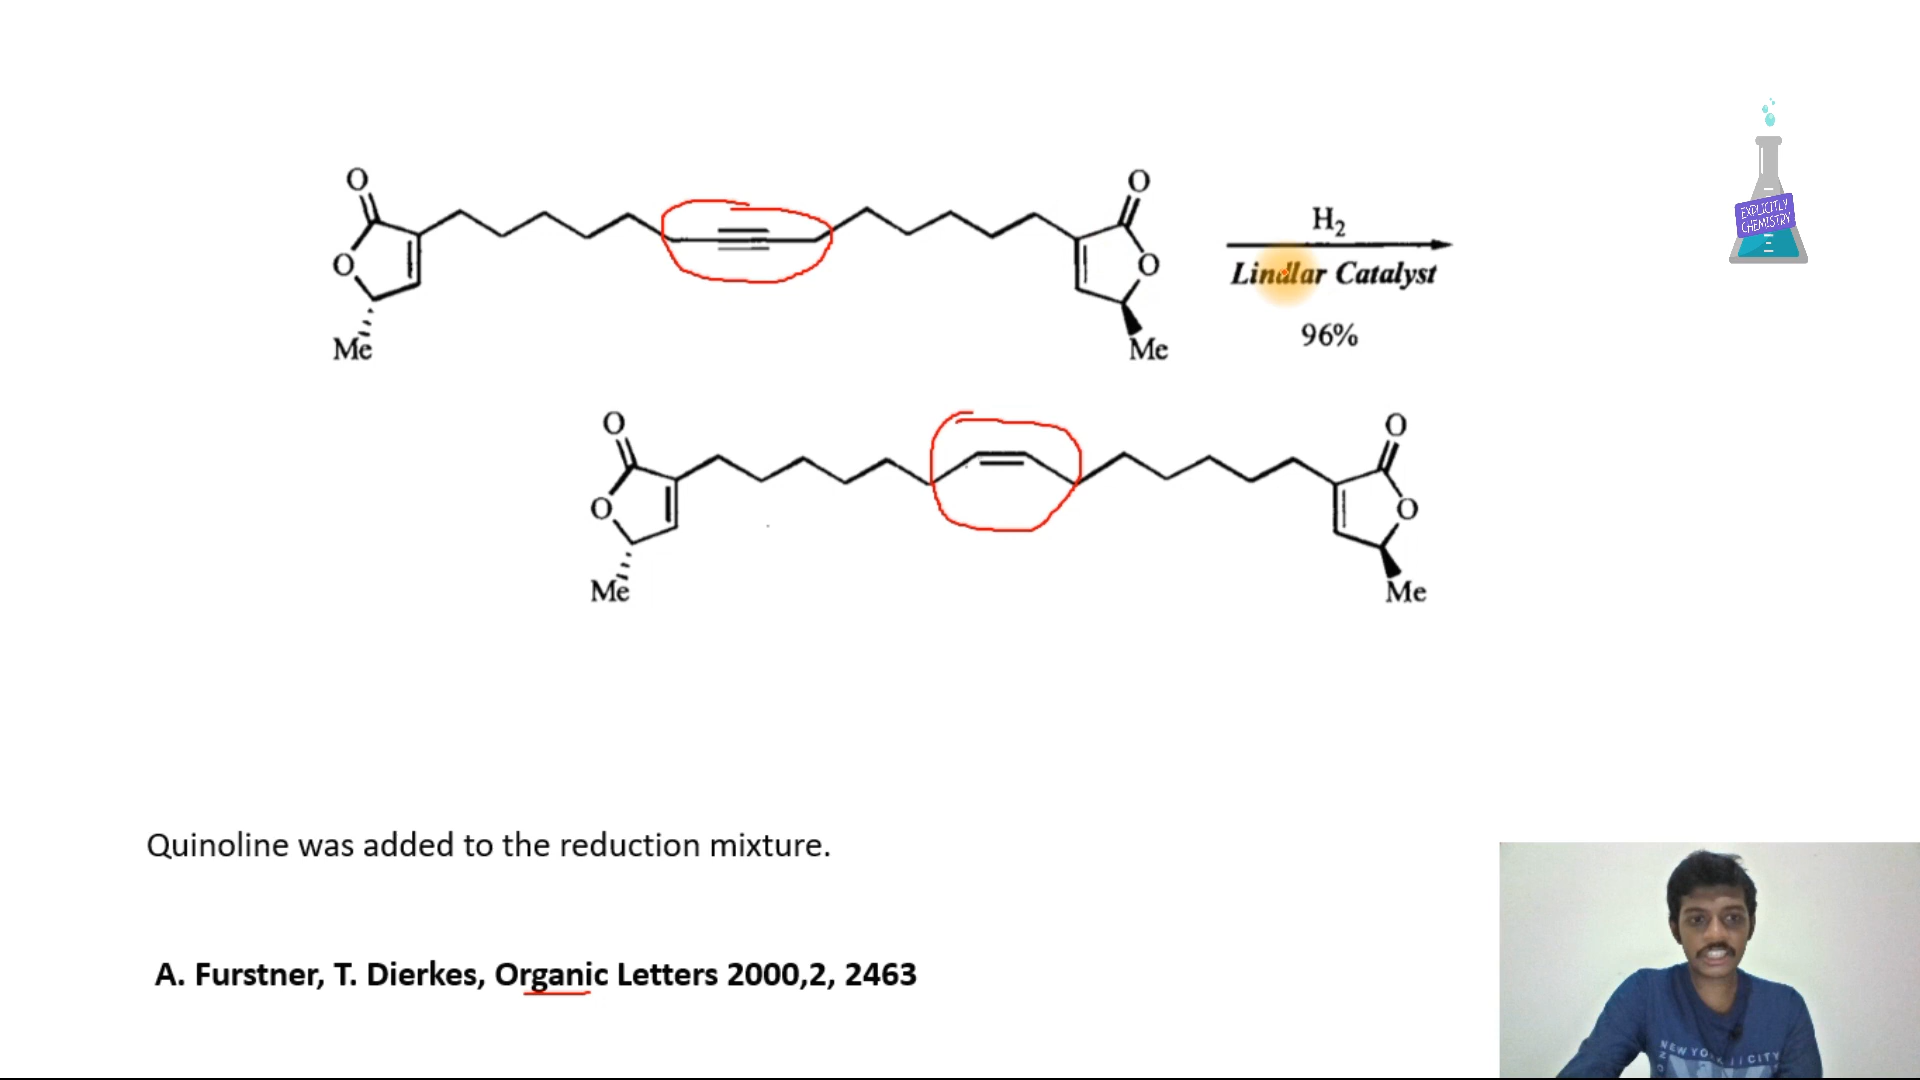 O
O
O
O
Me
Me
H₂
Lindlar Catalyst
96%
EXPLICITLY
CHEMISTRY
O
O
O
O
Me
Me
Quinoline was added to the reduction mixture.
A. Furstner, T. Dierkes, Organic Letters 2000,2, 2463